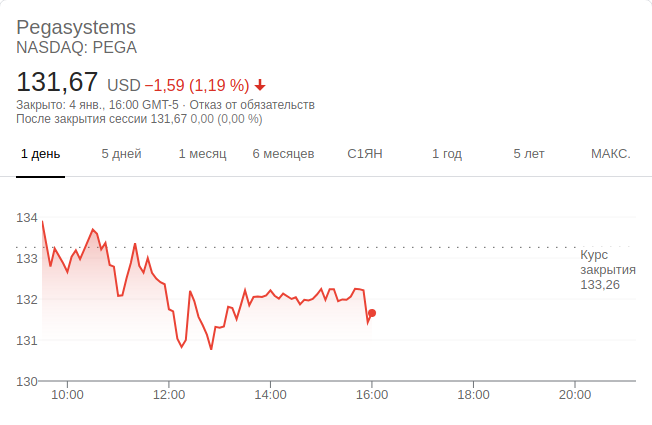 Pegasystems
NASDAQ: PEGA
131,67 USD −1,59 (1,19 %)
Закрыто: 4 янв., 16:00 GMT-5 · Отказ от обязательств
После закрытия сессии 131,67 0,00 (0,00 %)
1 день 5 дней 1 месяц 6 месяцев С1ЯН 1 год 5 лет МАКС.
134
133
132
131
130
Курс
закрытия
133,26
10:00 12:00 14:00 16:00 18:00 20:00